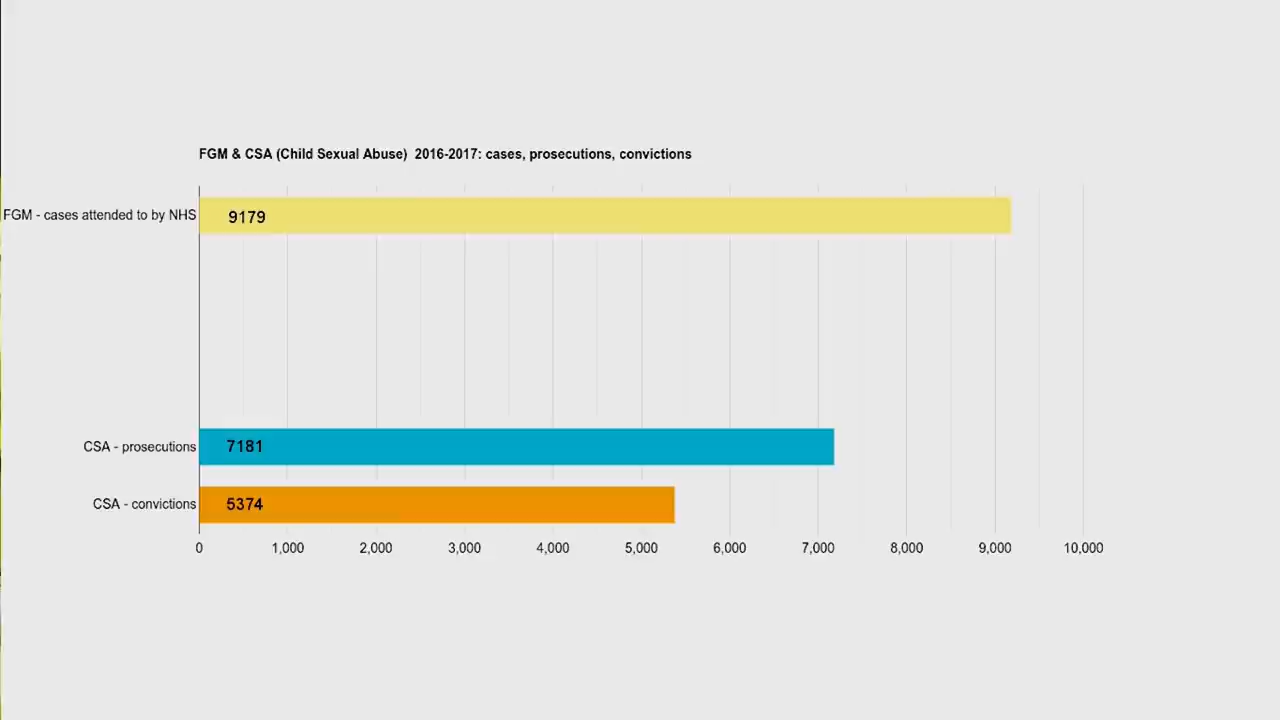 FGM & CSA (Child Sexual Abuse) 2016-2017: cases, prosecutions, convictions
FGM - cases attended to by NHS 9179
CSA - prosecutions 7181
CSA - convictions 5374
0 1,000 2,000 3,000 4,000 5,000 6,000 7,000 8,000 9,000 10,000